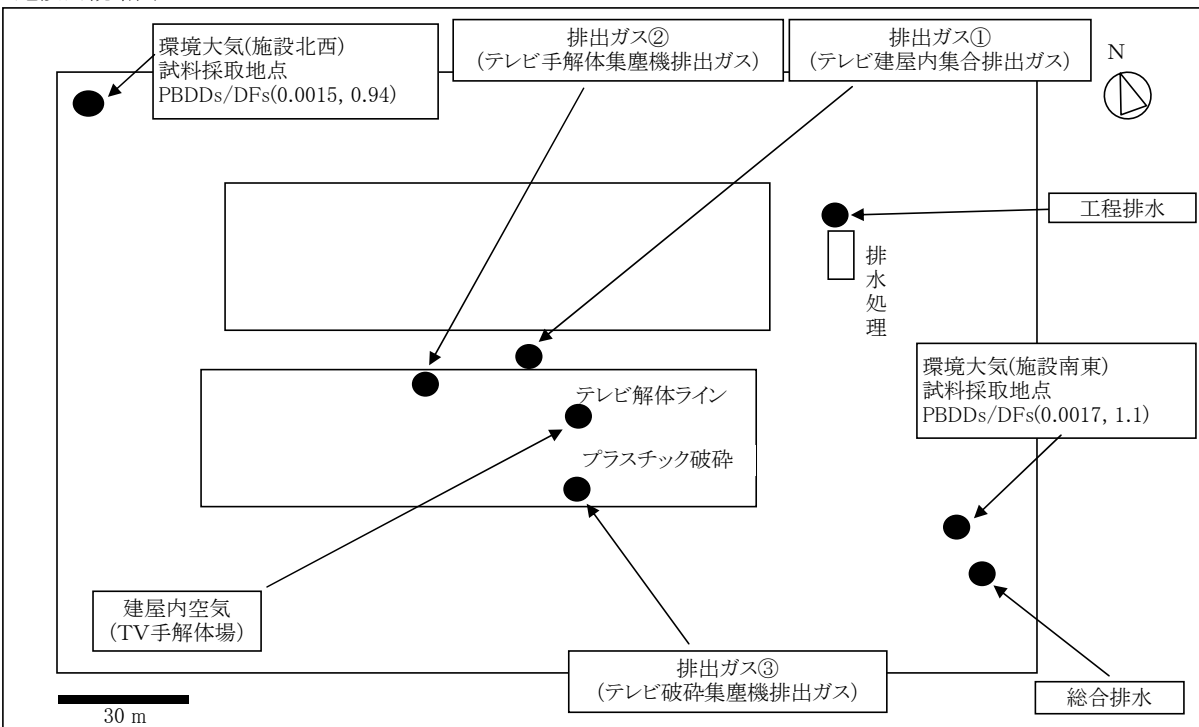 環境大気(施設北西)
試料採取地点
PBDDs/DFs(0.0015, 0.94)
排出ガス②
(テレビ手解体集塵機排出ガス)
排出ガス①
(テレビ建屋内集合排出ガス)
N
工程排水
排水処理
環境大気(施設南東)
試料採取地点
PBDDs/DFs(0.0017, 1.1)
テレビ解体ライン
プラスチック破砕
建屋内空気
(TV手解体場)
排出ガス③
(テレビ破砕集塵機排出ガス)
総合排水
30 m